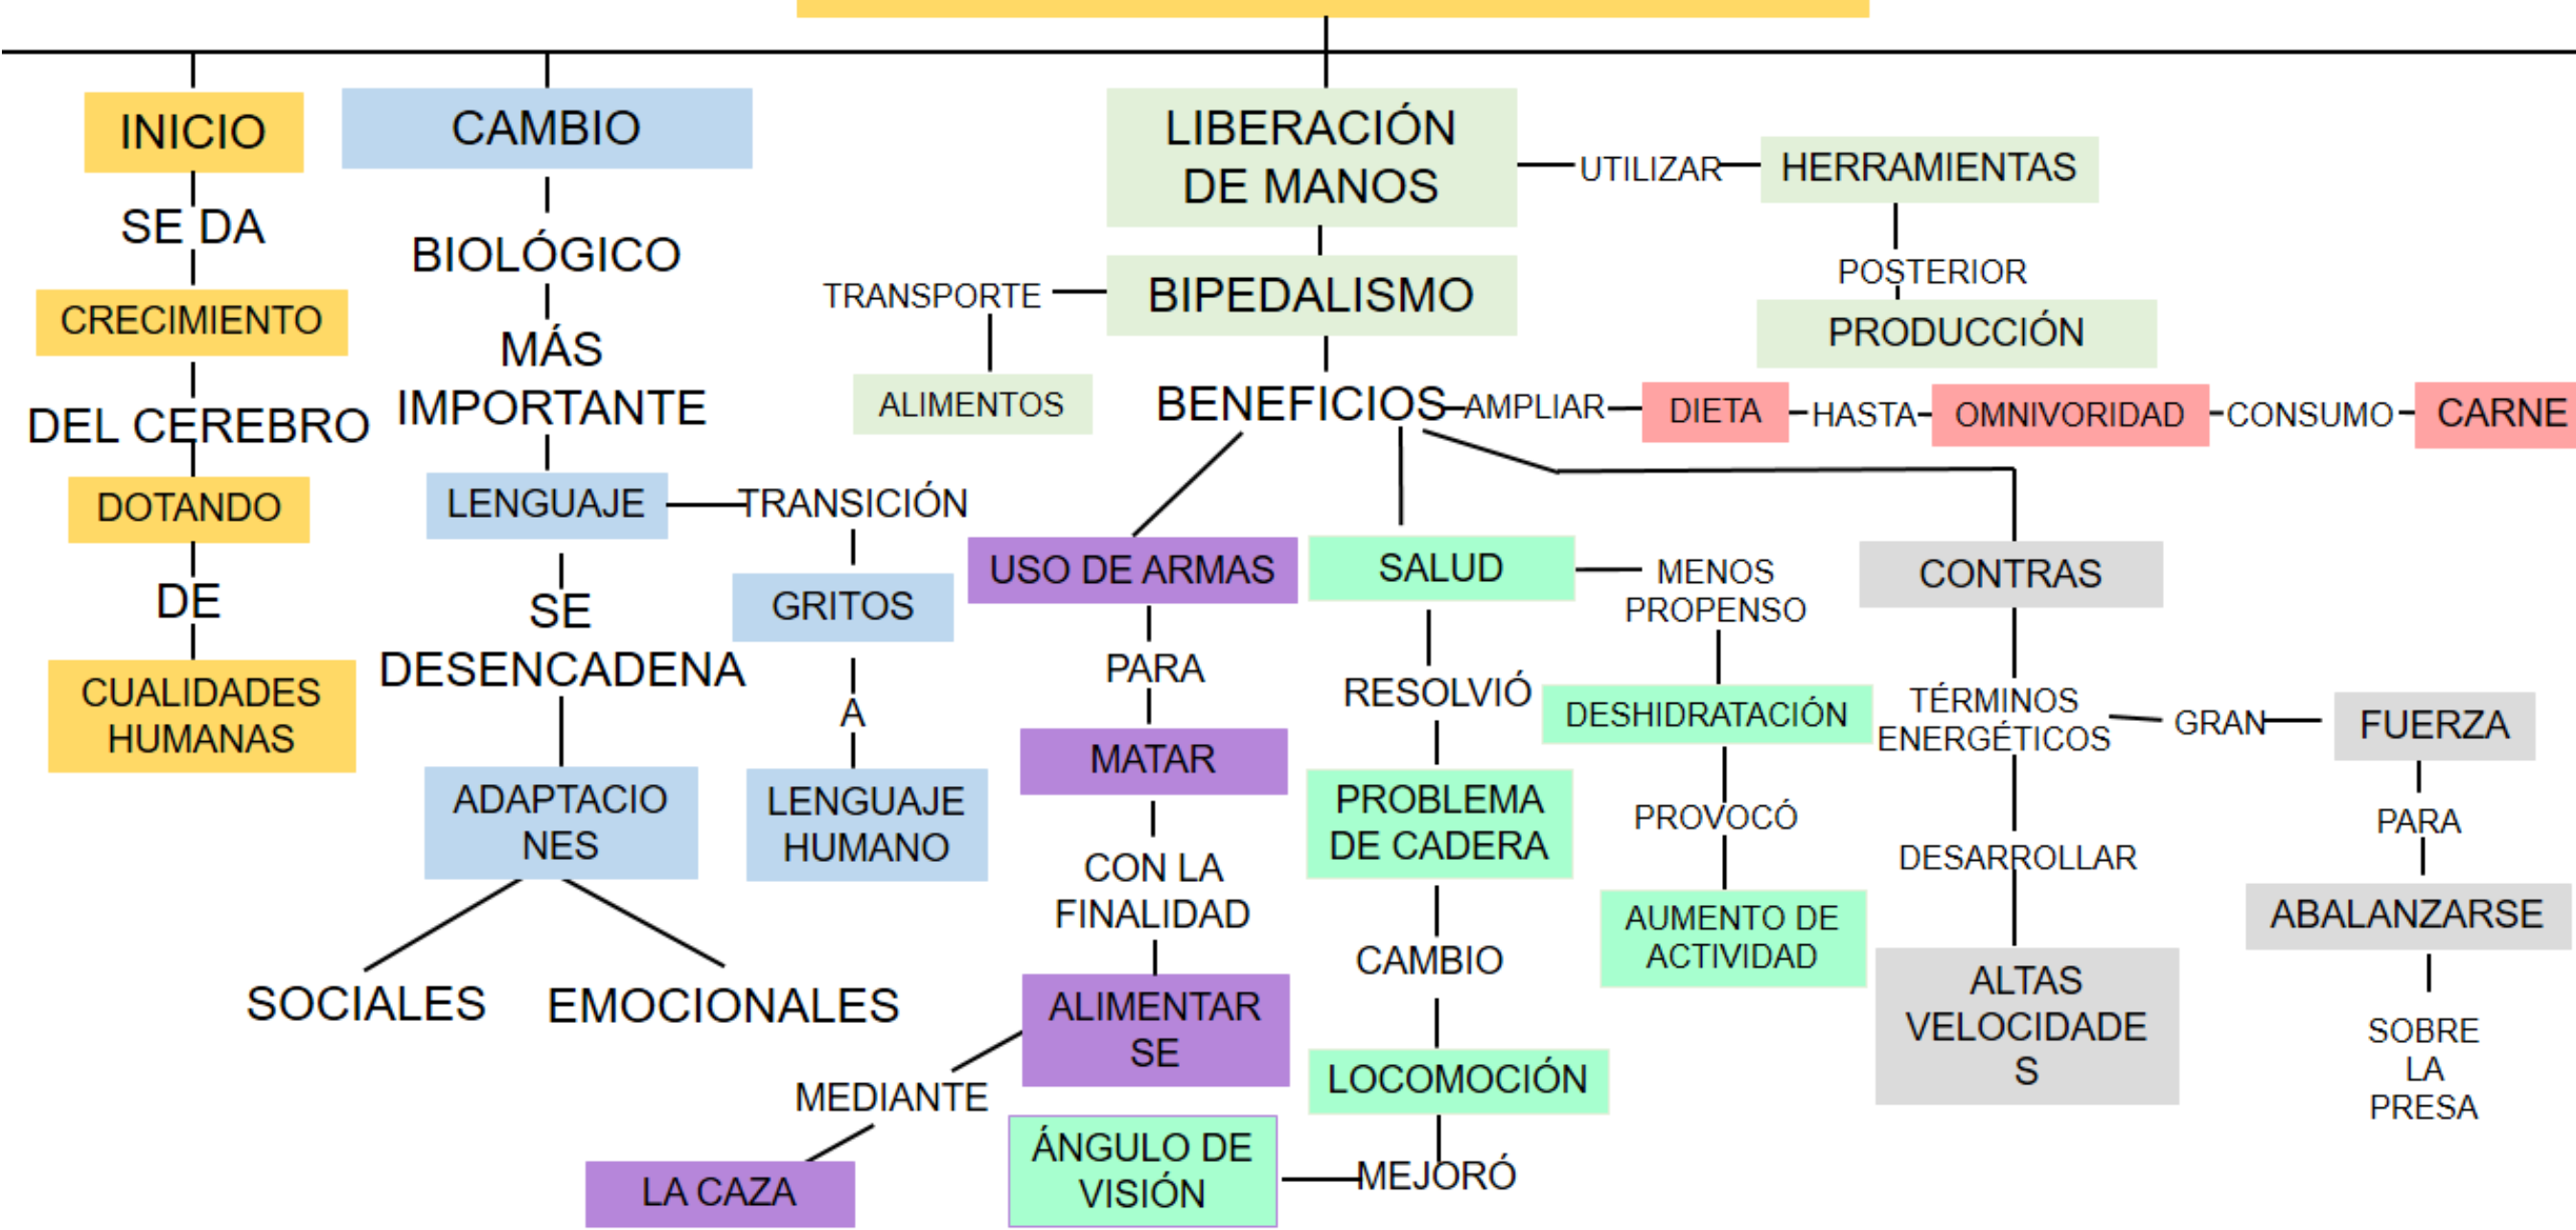 INICIO
SE DA
CRECIMIENTO
DEL CEREBRO
DOTANDO
DE
CUALIDADES
HUMANAS
CAMBIO
BIOLÓGICO
MÁS
IMPORTANTE
LENGUAJE
TRANSICIÓN
GRITOS
A
LENGUAJE
HUMANO
SE
DESENCADENA
ADAPTACIO
NES
SOCIALES
EMOCIONALES
LIBERACIÓN
DE MANOS
UTILIZAR
HERRAMIENTAS
POSTERIOR
PRODUCCIÓN
BIPEDALISMO
TRANSPORTE
ALIMENTOS
BENEFICIOS
AMPLIAR
DIETA
HASTA
OMNIVORIDAD
CONSUMO
CARNE
USO DE ARMAS
PARA
MATAR
CON LA
FINALIDAD
ALIMENTAR
SE
MEDIANTE
LA CAZA
SALUD
RESOLVIÓ
PROBLEMA
DE CADERA
CAMBIO
LOCOMOCIÓN
MEJORÓ
ÁNGULO DE
VISIÓN
MENOS
PROPENSO
DESHIDRATACIÓN
PROVOCÓ
AUMENTO DE
ACTIVIDAD
CONTRAS
TÉRMINOS
ENERGÉTICOS
DESARROLLAR
ALTAS
VELOCIDADE
S
GRAN
FUERZA
PARA
ABALANZARSE
SOBRE
LA
PRESA